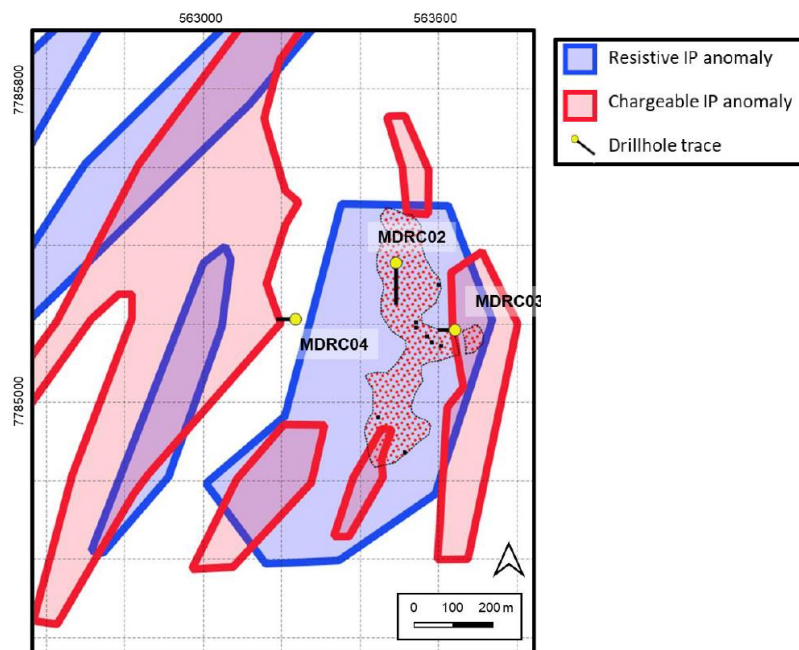 563000
563600
7785800
7785000
MDRC02
MDRC03
MDRC04
0 100 200 m
Resistive IP anomaly
Chargeable IP anomaly
Drillhole trace